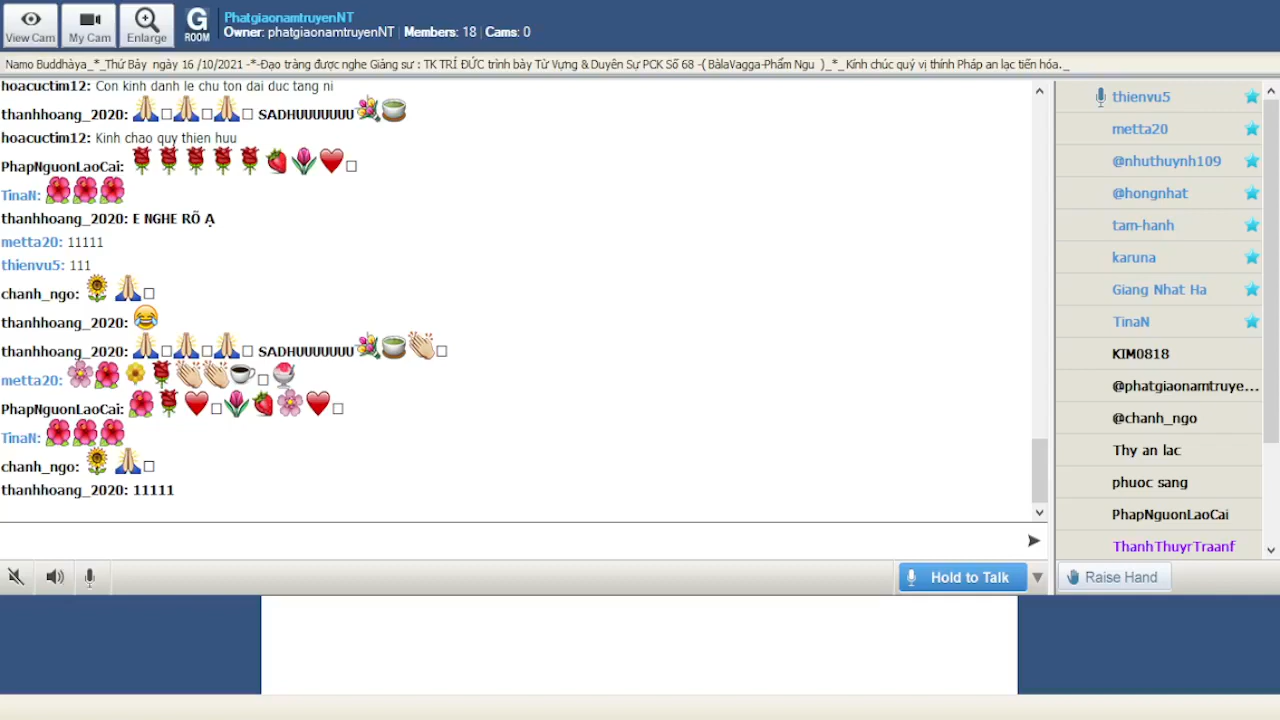 View Cam
My Cam
Enlarge
G ROOM
PhatgiaonamtruyenNT
Owner: phatgiaonamtruyenNT | Members: 18 | Cams: 0
Namo Buddhàya_*_Thứ Bảy ngày 16 /10/2021 -*-Đạo tràng được nghe Giảng sư : TK TRÍ ĐỨC trình bày Từ Vựng & Duyên Sự PCK Số 68 -( BàlaVagga-Phẩm Ngu )_*_ Kính chúc quý vị thính Pháp an lạc tiến hóa._
hoacuctim12: Con kinh danh le chu ton dai duc tang ni
thanhhoang_2020: 🙏🏻□🙏🏻□🙏🏻□ SADHUUUUUUU💐🍵
hoacuctim12: Kinh chao quy thien huu
PhapNguonLaoCai: 🌹🌹🌹🌹🌹🍓🌷❤️□
TinaN: 🌺🌺🌺
thanhhoang_2020: E NGHE RÕ Ạ
metta20: 11111
thienvu5: 111
chanh_ngo: 🌻 🙏🏻□
thanhhoang_2020: 😂
thanhhoang_2020: 🙏🏻□🙏🏻□🙏🏻□ SADHUUUUUUU💐🍵👏🏻□
metta20: 🌸🌺🌼🌹👏🏻👏🏻☕□🍨
PhapNguonLaoCai: 🌺🌹❤️□🌷🍓🌸❤️□
TinaN: 🌺🌺🌺
chanh_ngo: 🌻 🙏🏻□
thanhhoang_2020: 11111
Hold to Talk
thienvu5
metta20
@nhuthuynh109
@hongnhat
tam-hanh
karuna
Giang Nhat Ha
TinaN
KIM0818
@phatgiaonamtruye...
@chanh_ngo
Thy an lac
phuoc sang
PhapNguonLaoCai
ThanhThuyrTraanf
Raise Hand